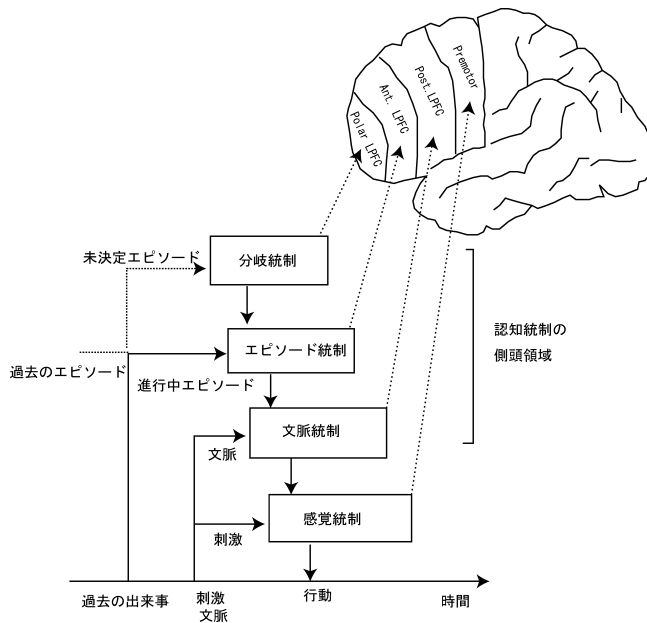 Premotor
Post. LPFC
Ant. LPFC
Polar LPFC
未決定エピソード
分岐統制
認知統制の
側頭領域
エピソード統制
過去のエピソード
進行中エピソード
文脈統制
文脈
感覚統制
刺激
過去の出来事
刺激
文脈
行動
時間